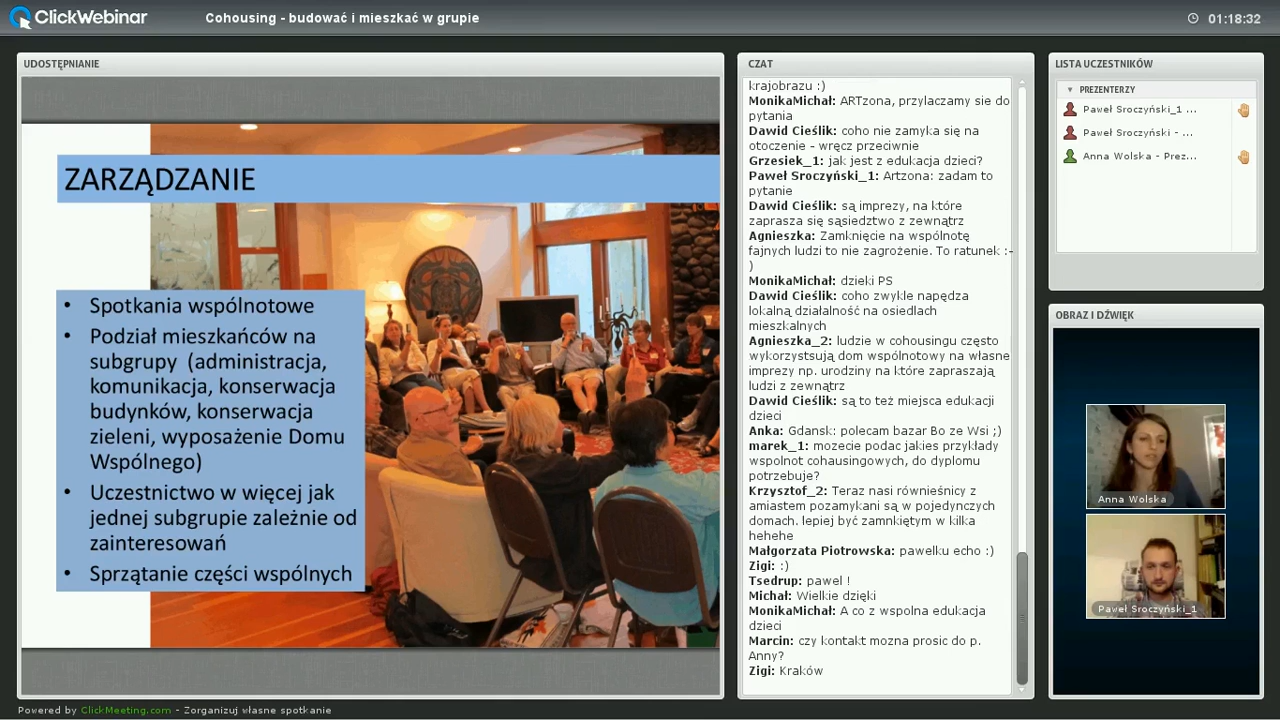 ClickWebinar
Cohousing - budować i mieszkać w grupie
01:18:32
UDOSTĘPNIANIE
ZARZĄDZANIE
• Spotkania wspólnotowe
• Podział mieszkańców na
subgrupy (administracja,
komunikacja, konserwacja
budynków, konserwacja
zieleni, wyposażenie Domu
Wspólnego)
• Uczestnictwo w więcej jak
jednej subgrupie zależnie od
zainteresowań
• Sprzątanie części wspólnych
CZAT
krajobrazu :)
MonikaMichał: ARTzona, przylaczamy sie do
pytania
Dawid Cieślik: coho nie zamyka się na
otoczenie - wręcz przeciwnie
Grzesiek_1: jak jest z edukacja dzieci?
Paweł Sroczyński_1: Artzona: zadam to
pytanie
Dawid Cieślik: są imprezy, na które
zaprasza się sąsiedztwo z zewnątrz
Agnieszka: Zamknięcie na wspólnotę
fajnych ludzi to nie zagrożenie. To ratunek :-
)
MonikaMichał: dzieki PS
Dawid Cieślik: coho zwykle napędza
lokalną działalność na osiedlach
mieszkalnych
Agnieszka_2: ludzie w cohousingu często
wykorzystsują dom wspólnotowy na własne
imprezy np. urodziny na które zapraszają
ludzi z zewnątrz
Dawid Cieślik: są to też miejsca edukacji
dzieci
Anka: Gdansk: polecam bazar Bo ze Wsi ;)
marek_1: mozecie podac jakies przykłady
wspolnot cohausingowych, do dyplomu
potrzebuje?
Krzysztof_2: Teraz nasi równieśnicy z
amiastem pozamykani są w pojedynczych
domach. lepiej być zamnkiętym w kilka
hehehe
Małgorzata Piotrowska: pawelku echo :)
Zigi: :)
Tsedrup: pawel !
Michał: Wielkie dzięki
MonikaMichał: A co z wspolna edukacja
dzieci
Marcin: czy kontakt mozna prosic do p.
Anny?
Zigi: Kraków
LISTA UCZESTNIKÓW
PREZENTERZY
Paweł Sroczyński_1 ...
Paweł Sroczyński - ...
Anna Wolska - Prez...
OBRAZ I DŹWIĘK
Anna Wolska
Paweł Sroczyński_1
Powered by ClickMeeting.com - Zorganizuj własne spotkanie